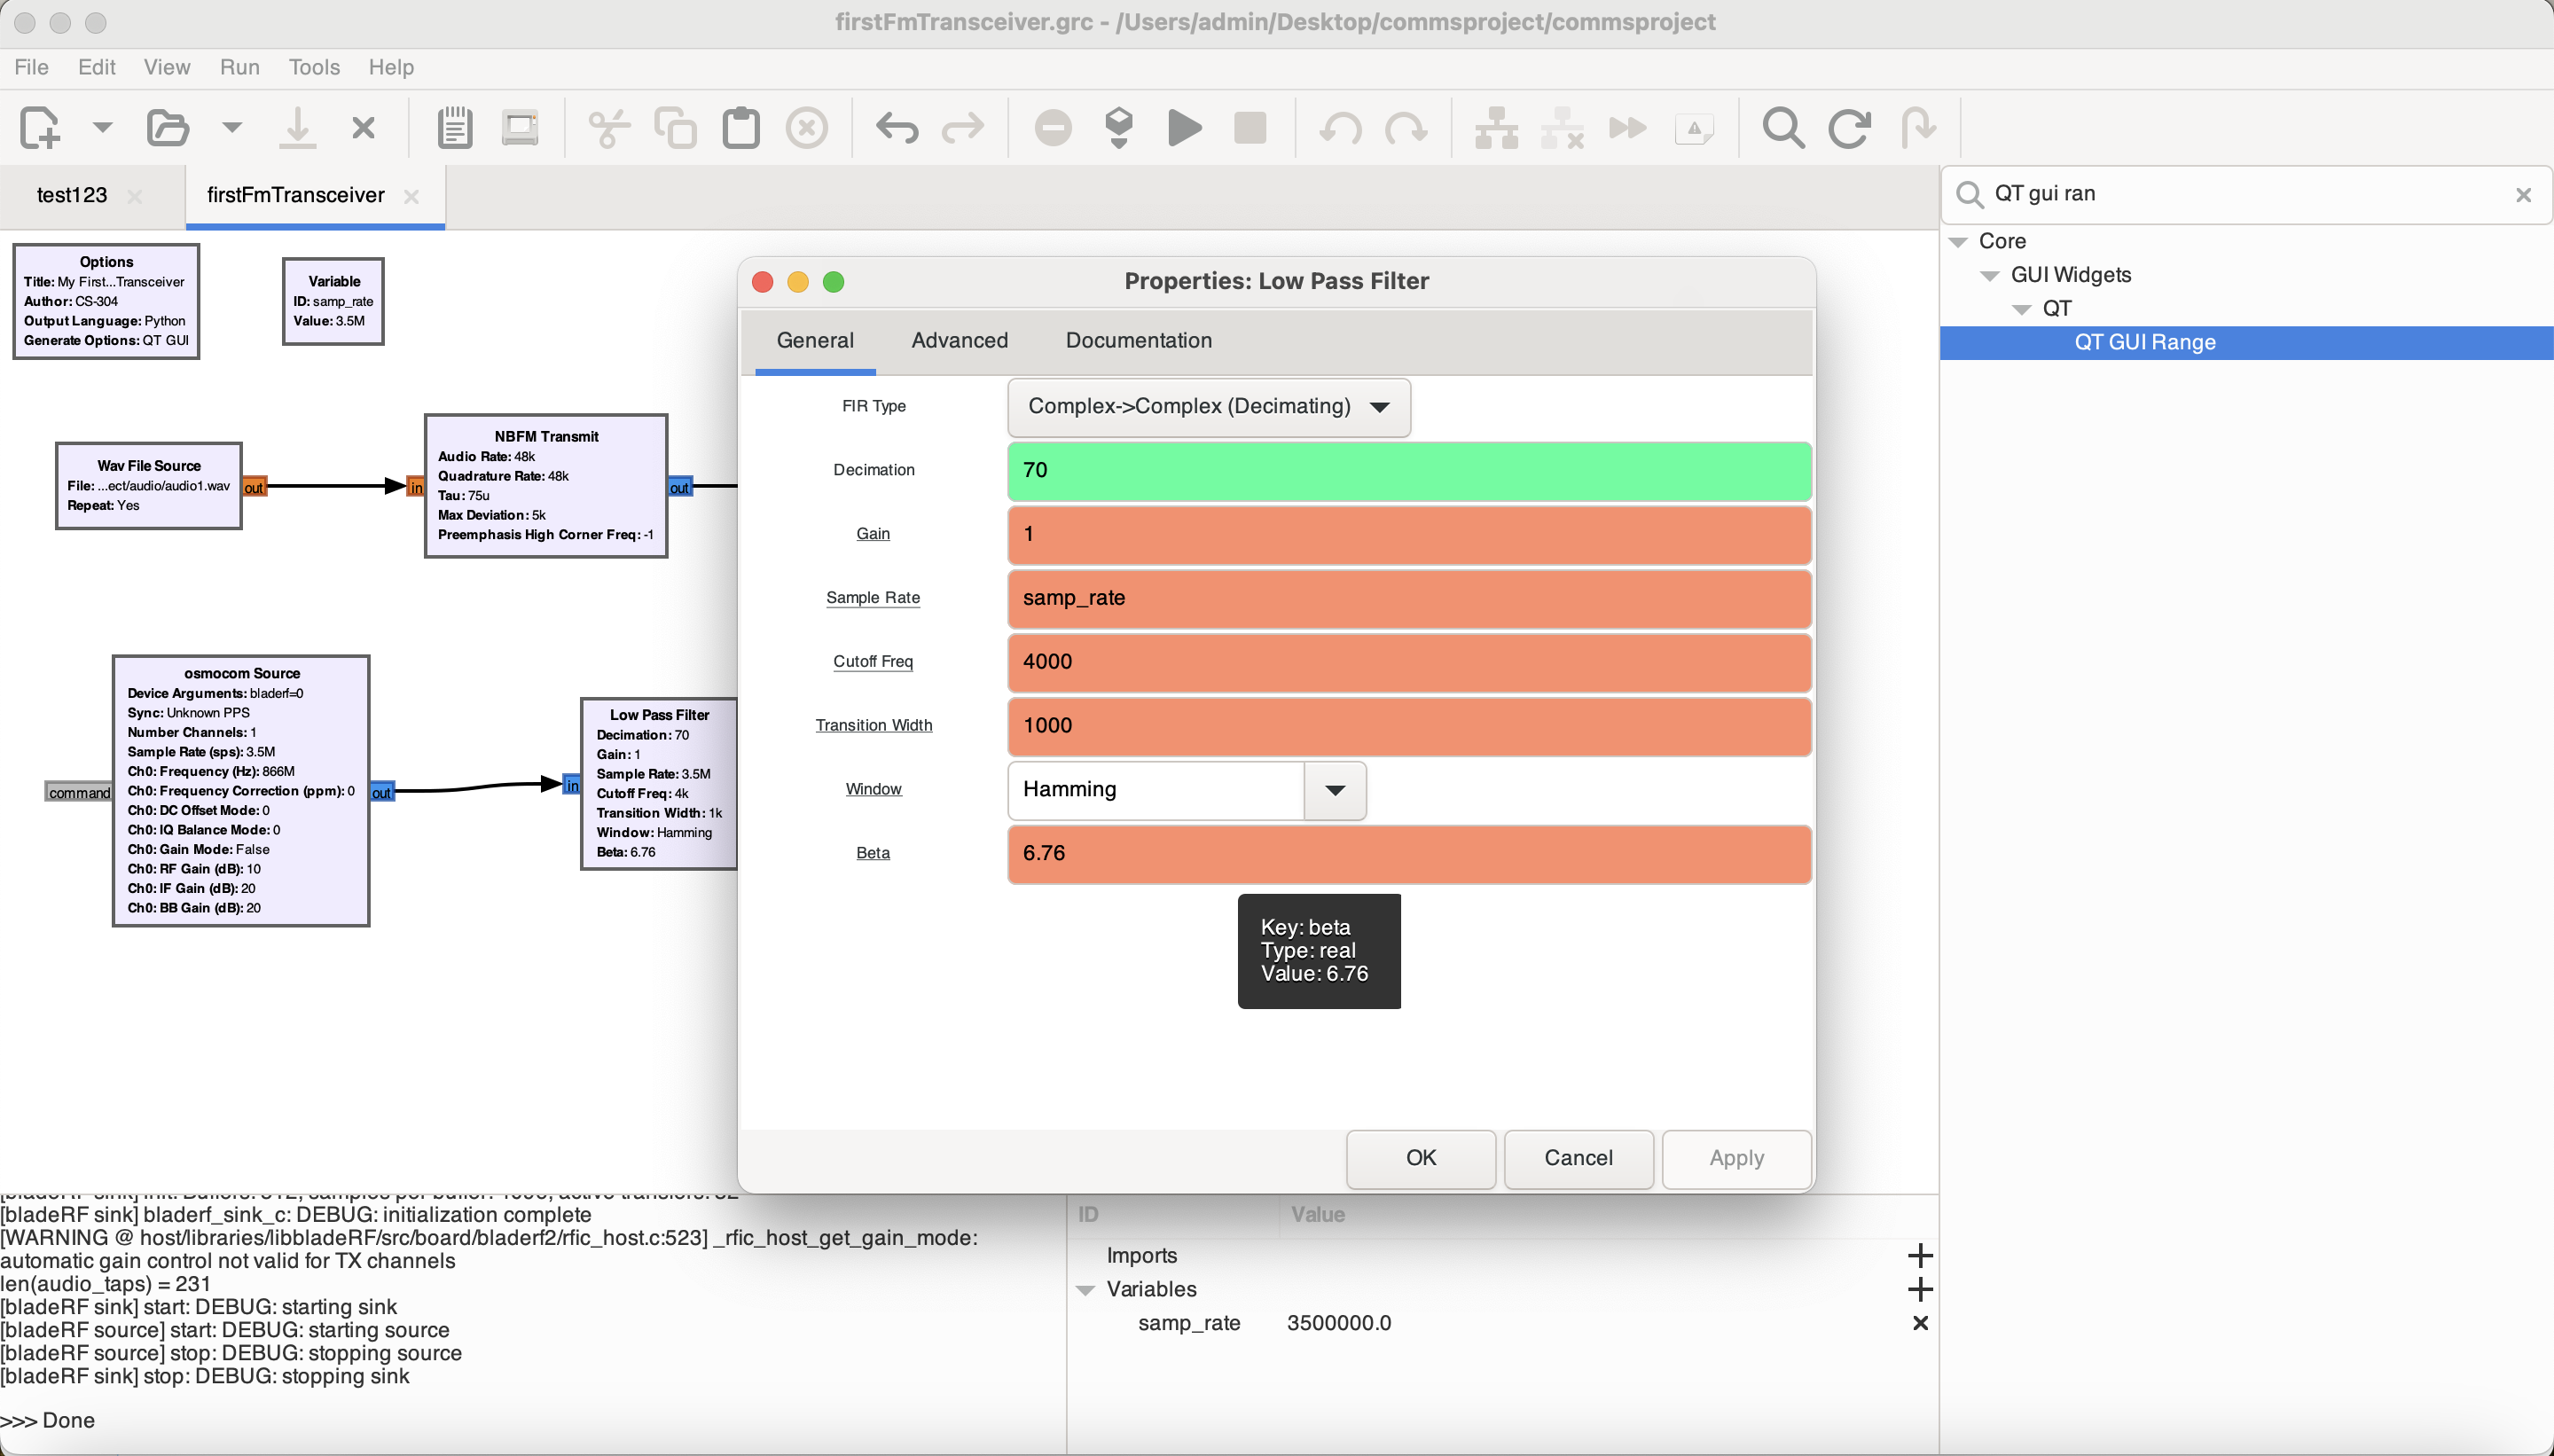 firstFmTransceiver.grc - /Users/admin/Desktop/commsproject/commsproject
File Edit View Run Tools Help
test123
firstFmTransceiver
QT gui ran
Core
GUI Widgets
QT
QT GUI Range
Options
Title: My First...Transceiver
Author: CS-304
Output Language: Python
Generate Options: QT GUI
Variable
ID: samp_rate
Value: 3.5M
Wav File Source
File: ...ect/audio/audio1.wav
Repeat: Yes
out
in
NBFM Transmit
Audio Rate: 48k
Quadrature Rate: 48k
Tau: 75u
Max Deviation: 5k
Preemphasis High Corner Freq: -1
out
osmocom Source
Device Arguments: bladerf=0
Sync: Unknown PPS
Number Channels: 1
Sample Rate (sps): 3.5M
Ch0: Frequency (Hz): 866M
Ch0: Frequency Correction (ppm): 0
Ch0: DC Offset Mode: 0
Ch0: IQ Balance Mode: 0
Ch0: Gain Mode: False
Ch0: RF Gain (dB): 10
Ch0: IF Gain (dB): 20
Ch0: BB Gain (dB): 20
command
out
in
Low Pass Filter
Decimation: 70
Gain: 1
Sample Rate: 3.5M
Cutoff Freq: 4k
Transition Width: 1k
Window: Hamming
Beta: 6.76
Properties: Low Pass Filter
General Advanced Documentation
FIR Type Complex->Complex (Decimating)
Decimation 70
Gain 1
Sample Rate samp_rate
Cutoff Freq 4000
Transition Width 1000
Window Hamming
Beta 6.76
Key: beta
Type: real
Value: 6.76
OK Cancel Apply
[bladeRF sink] bladerf_sink_c: DEBUG: initialization complete
[WARNING @ host/libraries/libbladeRF/src/board/bladerf2/rfic_host.c:523] _rfic_host_get_gain_mode:
automatic gain control not valid for TX channels
len(audio_taps) = 231
[bladeRF sink] start: DEBUG: starting sink
[bladeRF source] start: DEBUG: starting source
[bladeRF source] stop: DEBUG: stopping source
[bladeRF sink] stop: DEBUG: stopping sink
>>> Done
ID Value
Imports
Variables
samp_rate 3500000.0